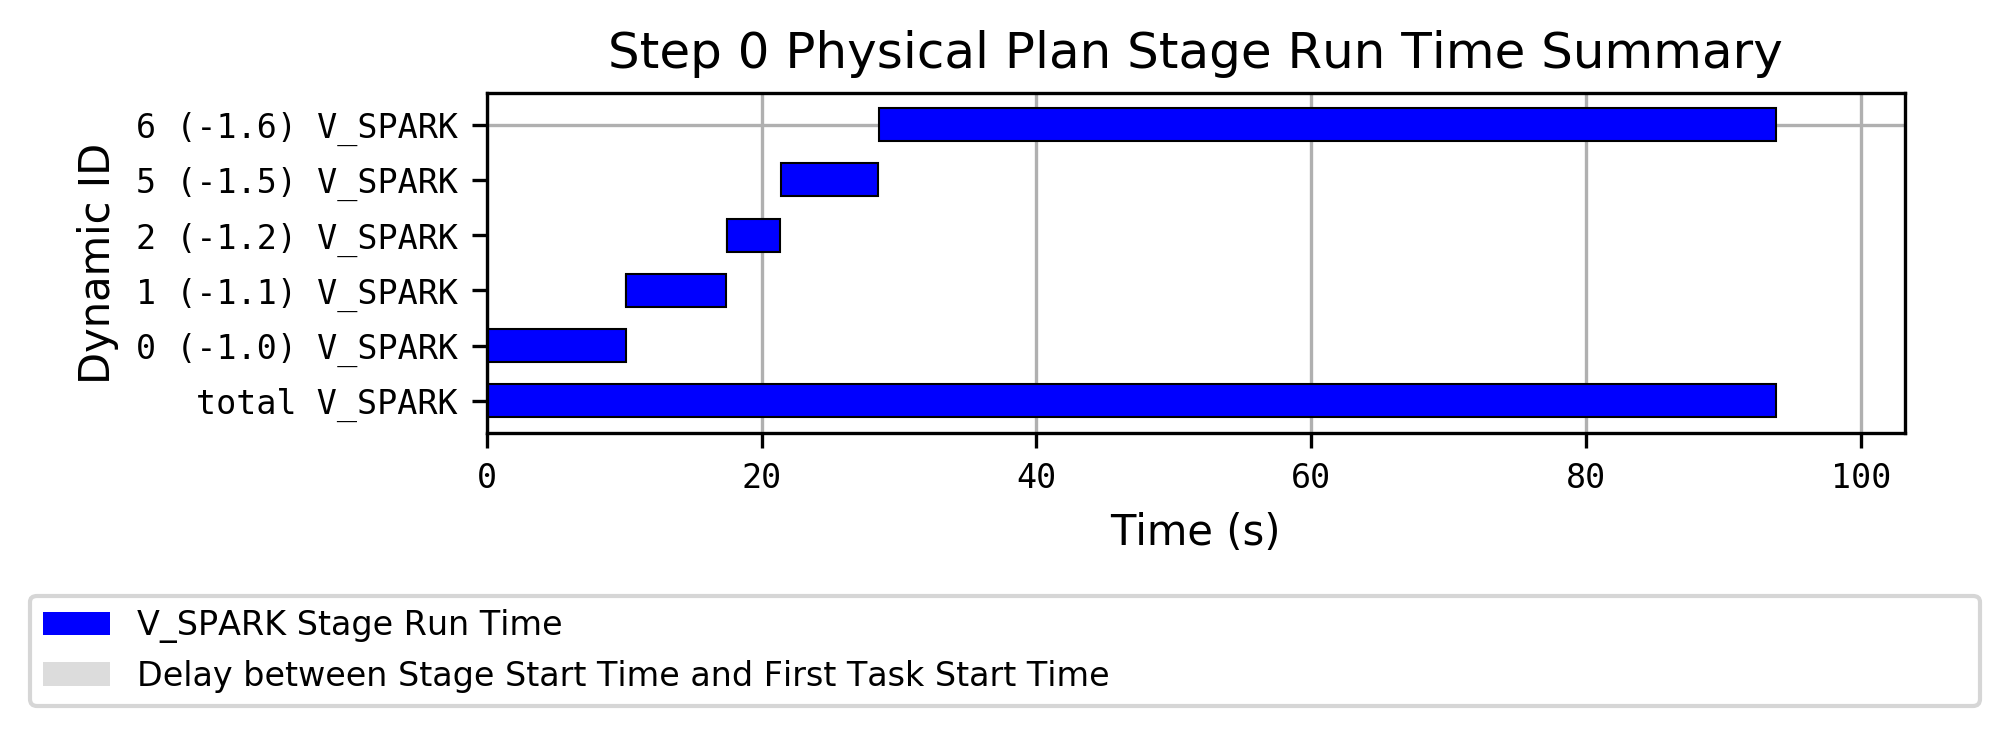 Step 0 Physical Plan Stage Run Time Summary
Dynamic ID
6 (-1.6) V_SPARK
5 (-1.5) V_SPARK
2 (-1.2) V_SPARK
1 (-1.1) V_SPARK
0 (-1.0) V_SPARK
total V_SPARK
0 20 40 60 80 100
Time (s)
V_SPARK Stage Run Time
Delay between Stage Start Time and First Task Start Time